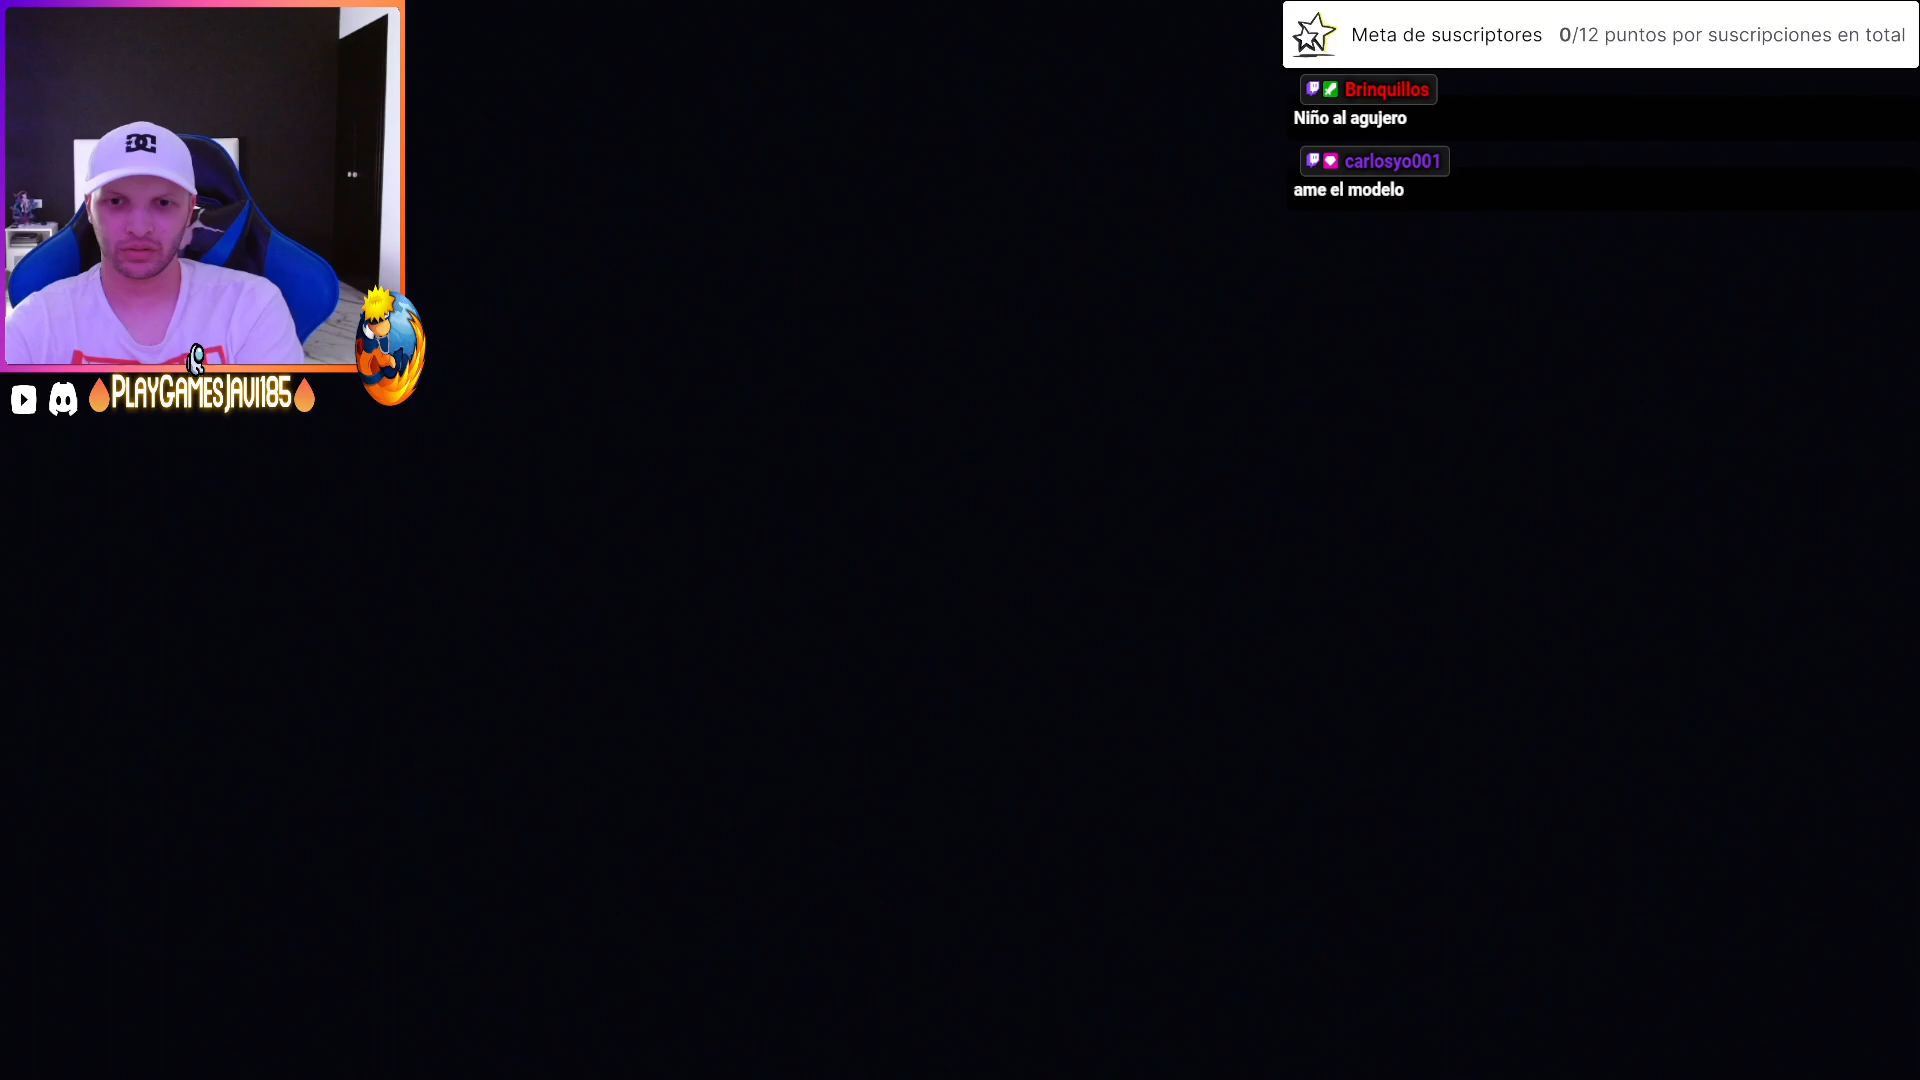 Meta de suscriptores 0/12 puntos por suscripciones en total
Brinquillos
Niño al agujero
carlosyo001
ame el modelo
PLAYGAMESJAVI185